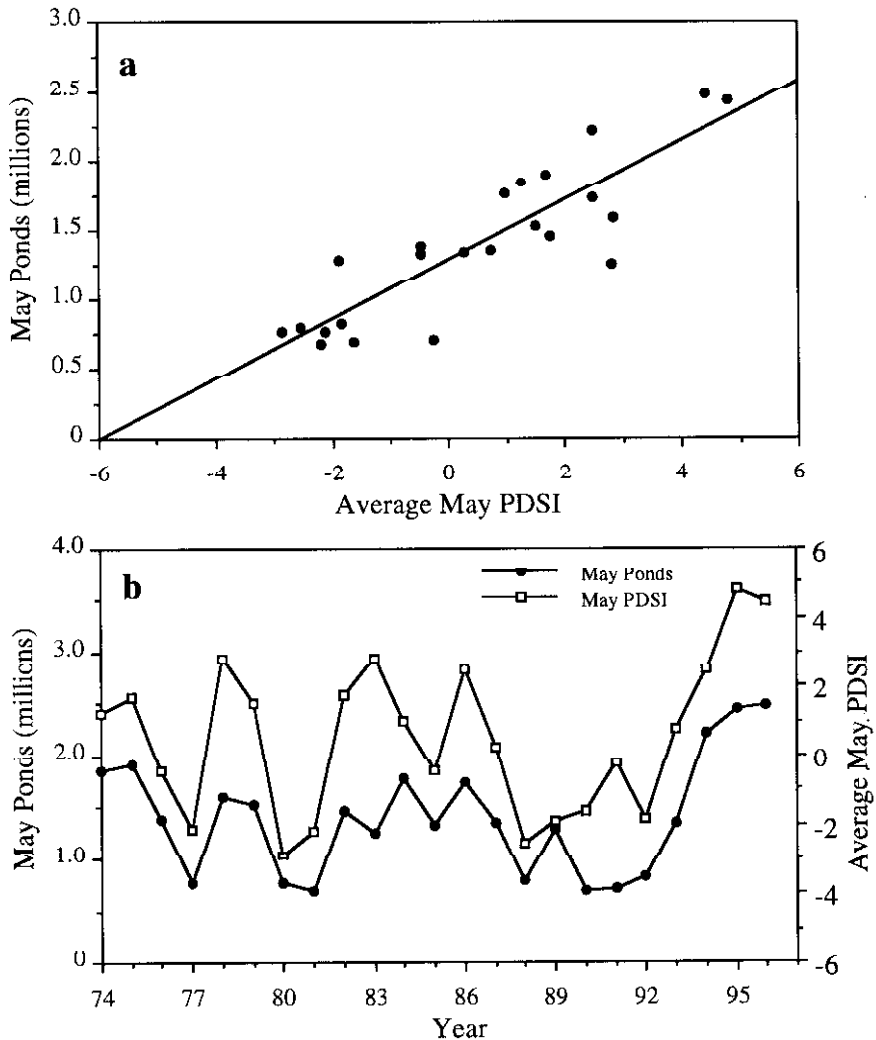 a
3.0
2.5
2.0
1.5
1.0
0.5
0
May Ponds (millions)
-6 -4 -2 0 2 4 6
Average May PDSI
b
May Ponds
May PDSI
4.0
3.0
2.0
1.0
0
May Ponds (millions)
6
4
2
0
-2
-4
-6
Average May PDSI
74 77 80 83 86 89 92 95
Year